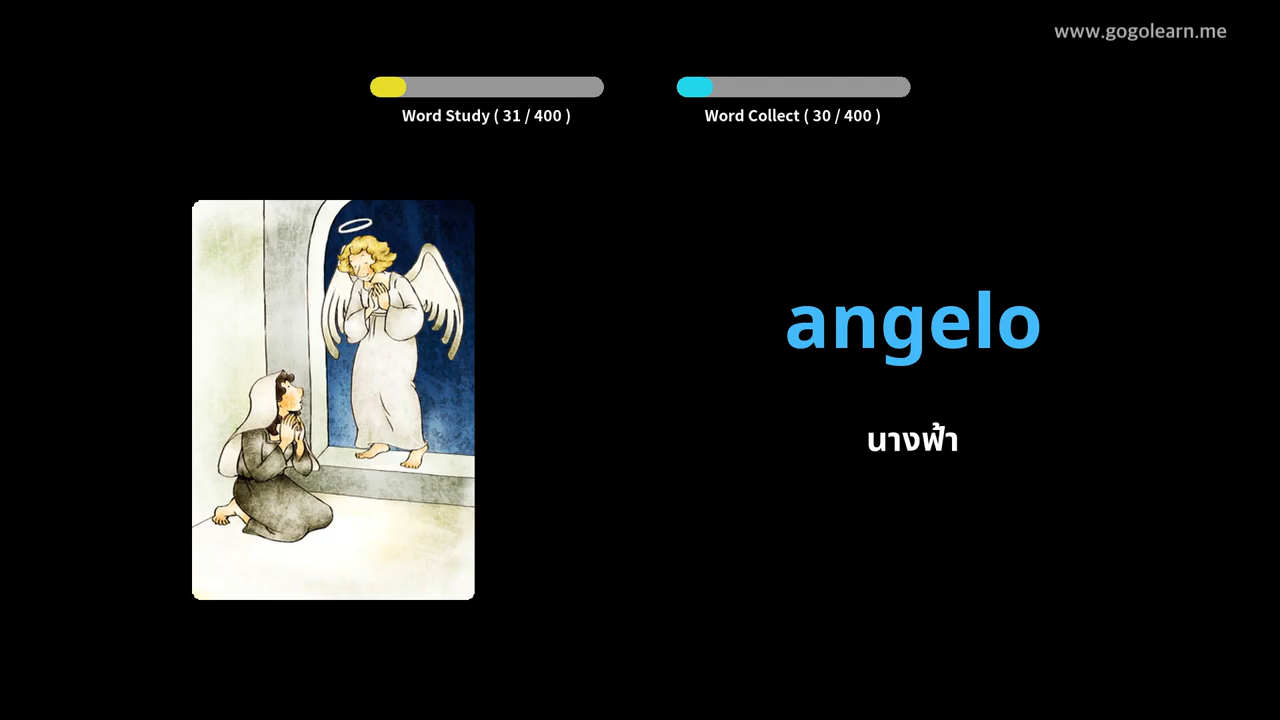 www.gogolearn.me
Word Study ( 31 / 400 )
Word Collect ( 30 / 400 )
angelo
นางฟ้า